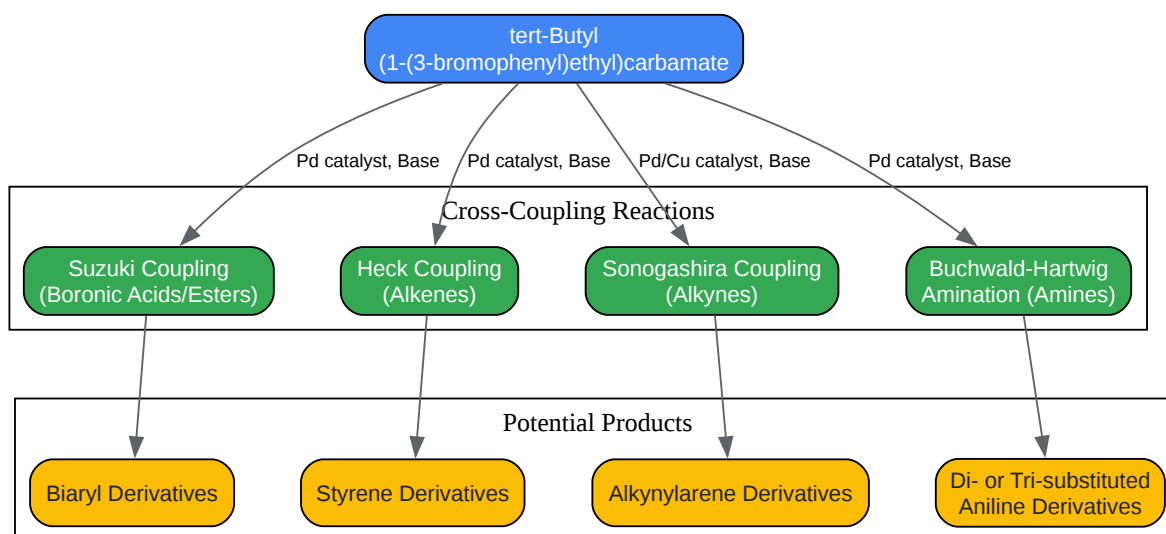 tert-Butyl
(1-(3-bromophenyl)ethyl)carbamate
Pd catalyst, Base
Pd catalyst, Base
Pd/Cu catalyst, Base
Pd catalyst, Base
Cross-Coupling Reactions
Suzuki Coupling
(Boronic Acids/Esters)
Heck Coupling
(Alkenes)
Sonogashira Coupling
(Alkynes)
Buchwald-Hartwig
Amination (Amines)
Potential Products
Biaryl Derivatives
Styrene Derivatives
Alkynylarene Derivatives
Di- or Tri-substituted
Aniline Derivatives